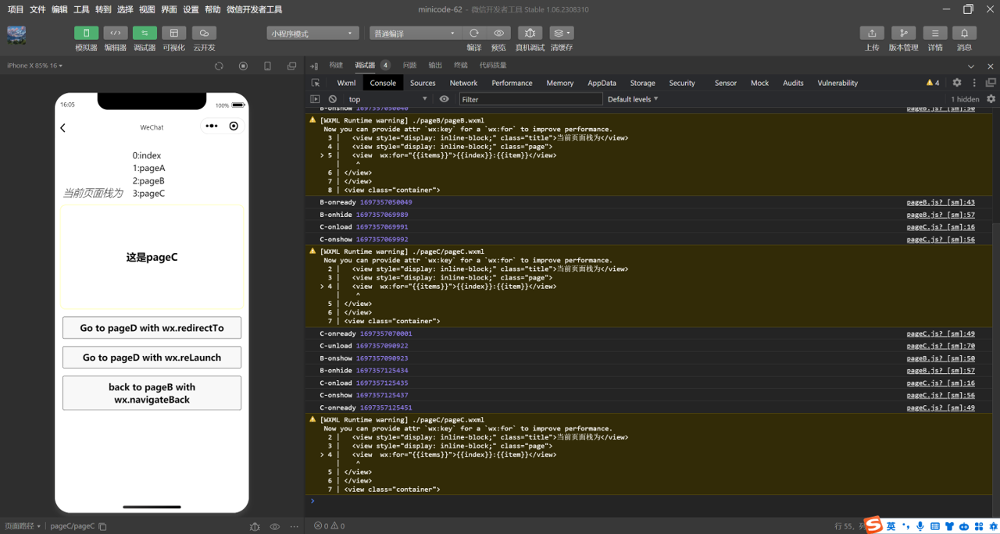 项目 文件 编辑 工具 转到 选择 视图 界面 设置 帮助 微信开发者工具
minicode-62 - 微信开发者工具 Stable 1.06.2308310
模拟器 编辑器 调试器 可视化 云开发
小程序模式
普通编译
编译 预览 真机调试 清缓存
上传 版本管理 详情 消息
iPhone X 85% 16
构建 调试器 4 问题 输出 终端 代码质量
Wxml Console Sources Network Performance Memory AppData Storage Security Sensor Mock Audits Vulnerability 4
top Filter Default levels 1 hidden
16:05 100%
WeChat
0:index
1:pageA
2:pageB
当前页面栈为 3:pageC
这是pageC
Go to pageD with wx.redirectTo
Go to pageD with wx.reLaunch
back to pageB with
wx.navigateBack
页面路径 pageC/pageC
B-onshow 1697357050040 pageB.js? [sm]:50
[WXML Runtime warning] ./pageB/pageB.wxml
Now you can provide attr `wx:key` for a `wx:for` to improve performance.
3 | <view style="display: inline-block;" class="title">当前页面栈为</view>
4 | <view style="display: inline-block;" class="page">
> 5 | <view wx:for="{{items}}">{{index}}:{{item}}</view>
| ^
6 | </view>
7 | </view>
8 | <view class="container">
B-onready 1697357050049 pageB.js? [sm]:43
B-onhide 1697357069989 pageB.js? [sm]:57
C-onload 1697357069991 pageC.js? [sm]:16
C-onshow 1697357069992 pageC.js? [sm]:56
[WXML Runtime warning] ./pageC/pageC.wxml
Now you can provide attr `wx:key` for a `wx:for` to improve performance.
2 | <view style="display: inline-block;" class="title">当前页面栈为</view>
3 | <view style="display: inline-block;" class="page">
> 4 | <view wx:for="{{items}}">{{index}}:{{item}}</view>
| ^
5 | </view>
6 | </view>
7 | <view class="container">
C-onready 1697357070001 pageC.js? [sm]:49
C-unload 1697357090922 pageC.js? [sm]:70
B-onshow 1697357090923 pageB.js? [sm]:50
B-onhide 1697357125434 pageB.js? [sm]:57
C-onload 1697357125435 pageC.js? [sm]:16
C-onshow 1697357125437 pageC.js? [sm]:56
C-onready 1697357125451 pageC.js? [sm]:49
[WXML Runtime warning] ./pageC/pageC.wxml
Now you can provide attr `wx:key` for a `wx:for` to improve performance.
2 | <view style="display: inline-block;" class="title">当前页面栈为</view>
3 | <view style="display: inline-block;" class="page">
> 4 | <view wx:for="{{items}}">{{index}}:{{item}}</view>
| ^
5 | </view>
6 | </view>
7 | <view class="container">
>
0 0 行 55, 列
S 英